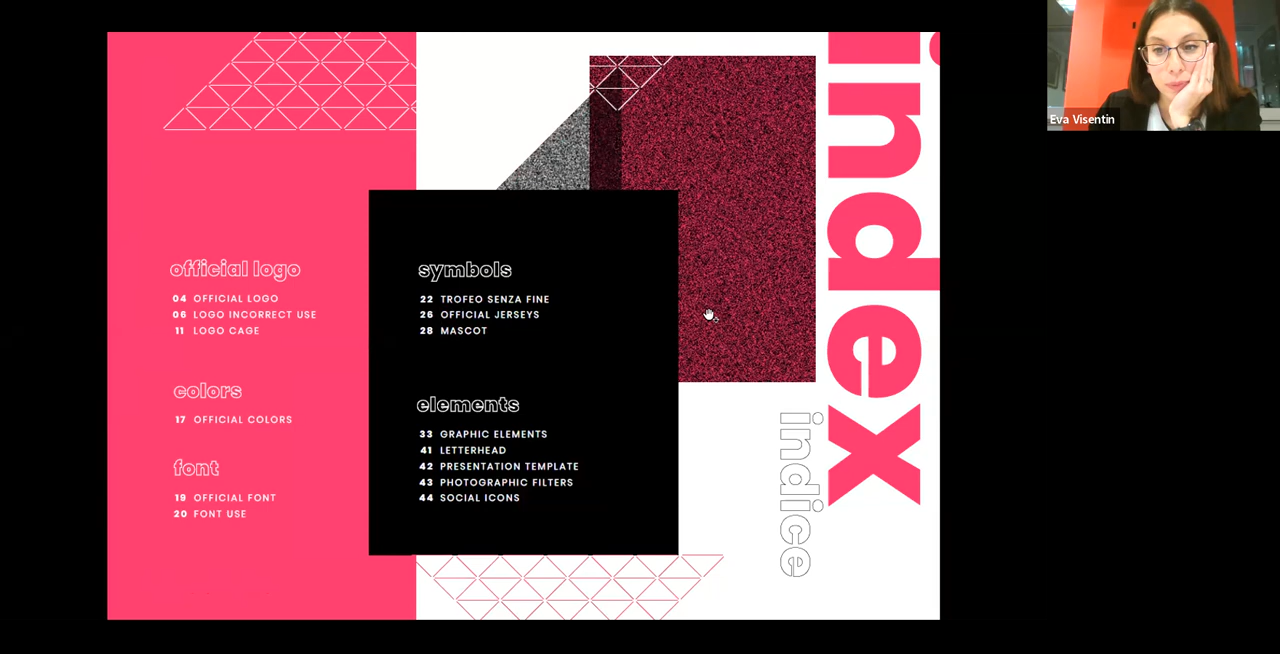 official logo
04 OFFICIAL LOGO
06 LOGO INCORRECT USE
11 LOGO CAGE
colors
17 OFFICIAL COLORS
font
19 OFFICIAL FONT
20 FONT USE
symbols
22 TROFEO SENZA FINE
26 OFFICIAL JERSEYS
28 MASCOT
elements
33 GRAPHIC ELEMENTS
41 LETTERHEAD
42 PRESENTATION TEMPLATE
43 PHOTOGRAPHIC FILTERS
44 SOCIAL ICONS
index
indice
Eva Visentin